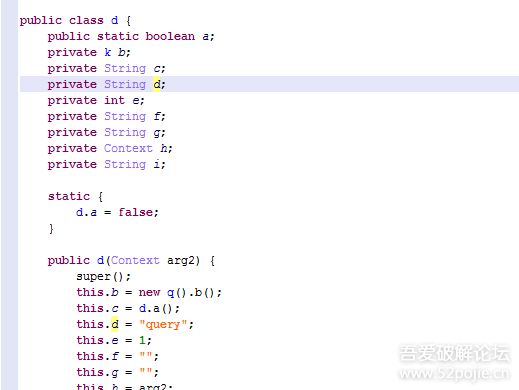 public class d {
    public static boolean a;
    private k b;
    private String c;
    private String d;
    private int e;
    private String f;
    private String g;
    private Context h;
    private String i;
    static {
        d.a = false;
    }
    public d(Context arg2) {
        super();
        this.b = new q().b();
        this.c = d.a();
        this.d = "query";
        this.e = 1;
        this.f = "";
        this.g = "";
        this.h = arg2;
吾爱破解论坛
www.52pojie.cn